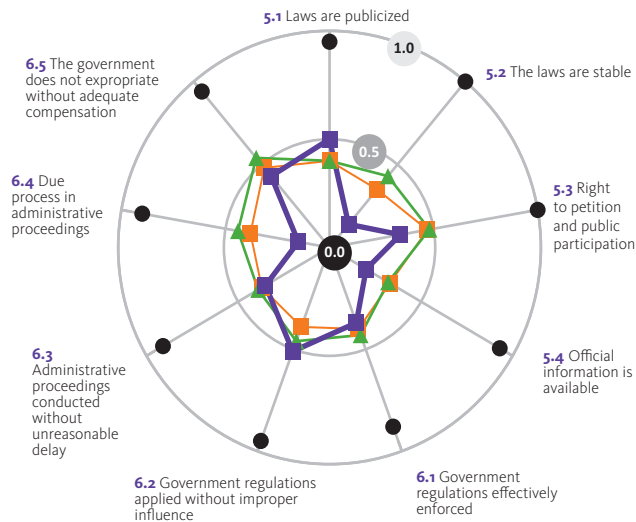 5.1 Laws are publicized
1.0
5.2 The laws are stable
0.5
5.3 Right
to petition
and public
participation
0.0
5.4 Official
information is
available
6.1 Government
regulations effectively
enforced
6.2 Government regulations
applied without improper
influence
6.3
Administrative
proceedings
conducted
without
unreasonable
delay
6.4 Due
process in
administrative
proceedings
6.5 The government
does not expropriate
without adequate
compensation